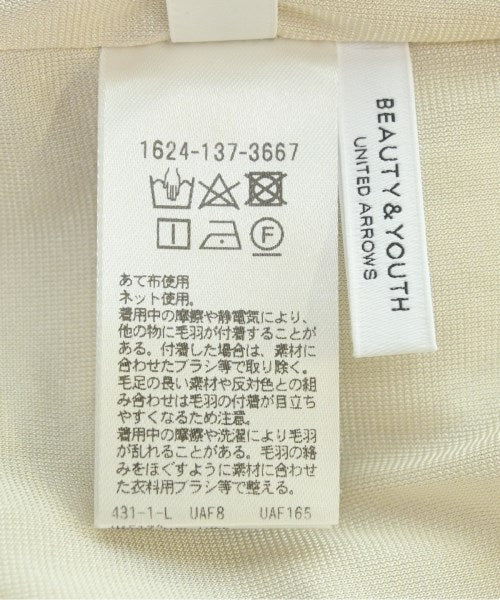 1624-137-3667
F
あて布使用
ネット使用。
着用中の摩擦や静電気により、
他の物に毛羽が付着することが
ある。付着した場合は、素材に
合わせたブラシ等で取り除く。
毛足の長い素材や反対色との組
み合わせは毛羽の付着が目立ち
やすくなるため注意。
着用中の摩擦や洗濯により毛羽
が乱れることがある。毛羽の絡
みをほぐすように素材に合わせ
た衣料用ブラシ等で整える。
431-1-L UAF8 UAF165
BEAUTY & YOUTH
UNITED ARROWS